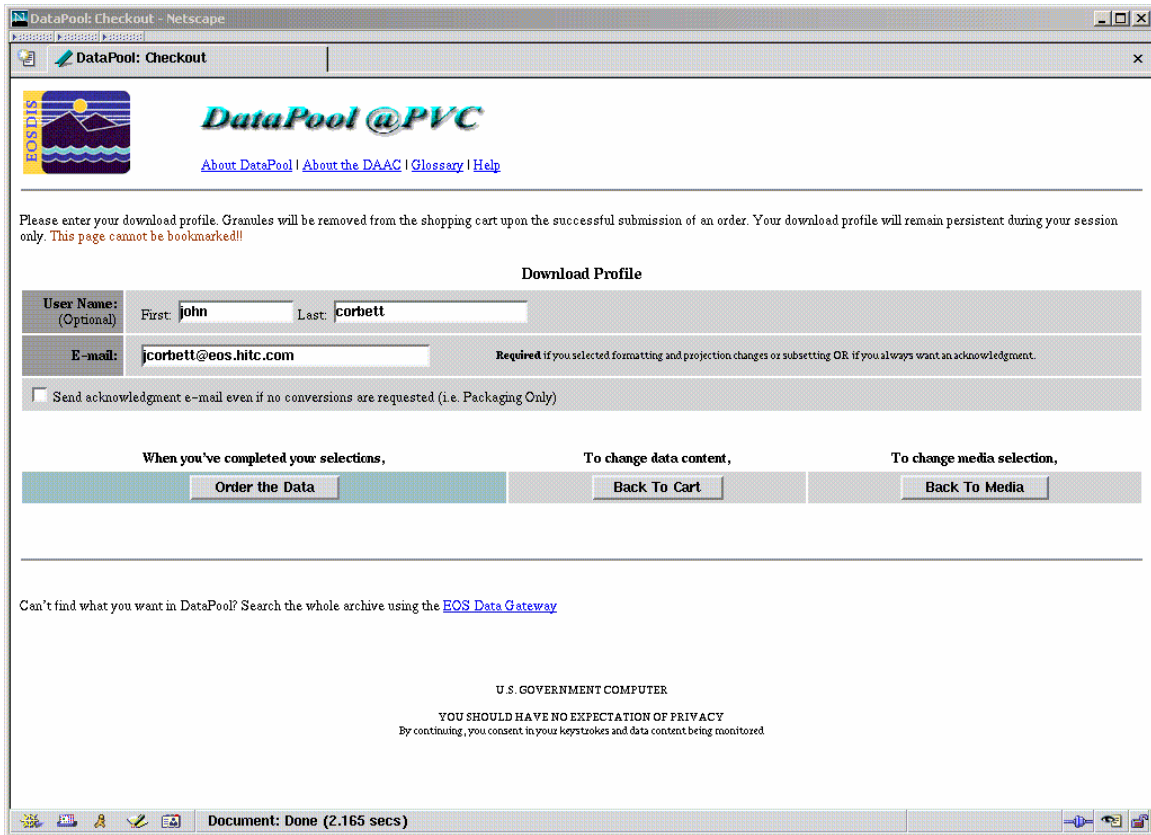 DataPool: Checkout - Netscape
DataPool: Checkout
EOSDIS
DataPool @PVC
About DataPool | About the DAAC | Glossary | Help
Please enter your download profile. Granules will be removed from the shopping cart upon the successful submission of an order. Your download profile will remain persistent during your session
only. This page cannot be bookmarked!!
Download Profile
User Name: First: john Last: corbett
(Optional)
E-mail: jcorbett@eos.hitc.com Required if you selected formatting and projection changes or subsetting OR if you always want an acknowledgment.
Send acknowledgment e-mail even if no conversions are requested (i.e. Packaging Only)
When you've completed your selections, To change data content, To change media selection,
Order the Data Back To Cart Back To Media
Can't find what you want in DataPool? Search the whole archive using the EOS Data Gateway
U.S. GOVERNMENT COMPUTER
YOU SHOULD HAVE NO EXPECTATION OF PRIVACY
By continuing, you consent in your keystrokes and data content being monitored
Document: Done (2.165 secs)